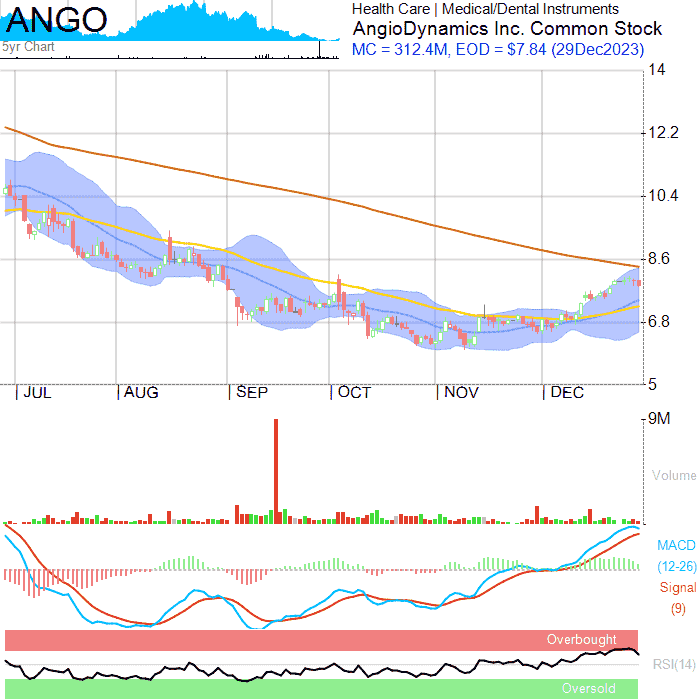 ANGO
5yr Chart
Health Care | Medical/Dental Instruments
AngioDynamics Inc. Common Stock
MC = 312.4M, EOD = $7.84 (29Dec2023)
14
12.2
10.4
8.6
6.8
5
| JUL | AUG | SEP | OCT | NOV | DEC
9M
Volume
MACD
(12-26)
Signal
(9)
Overbought
RSI(14)
Oversold